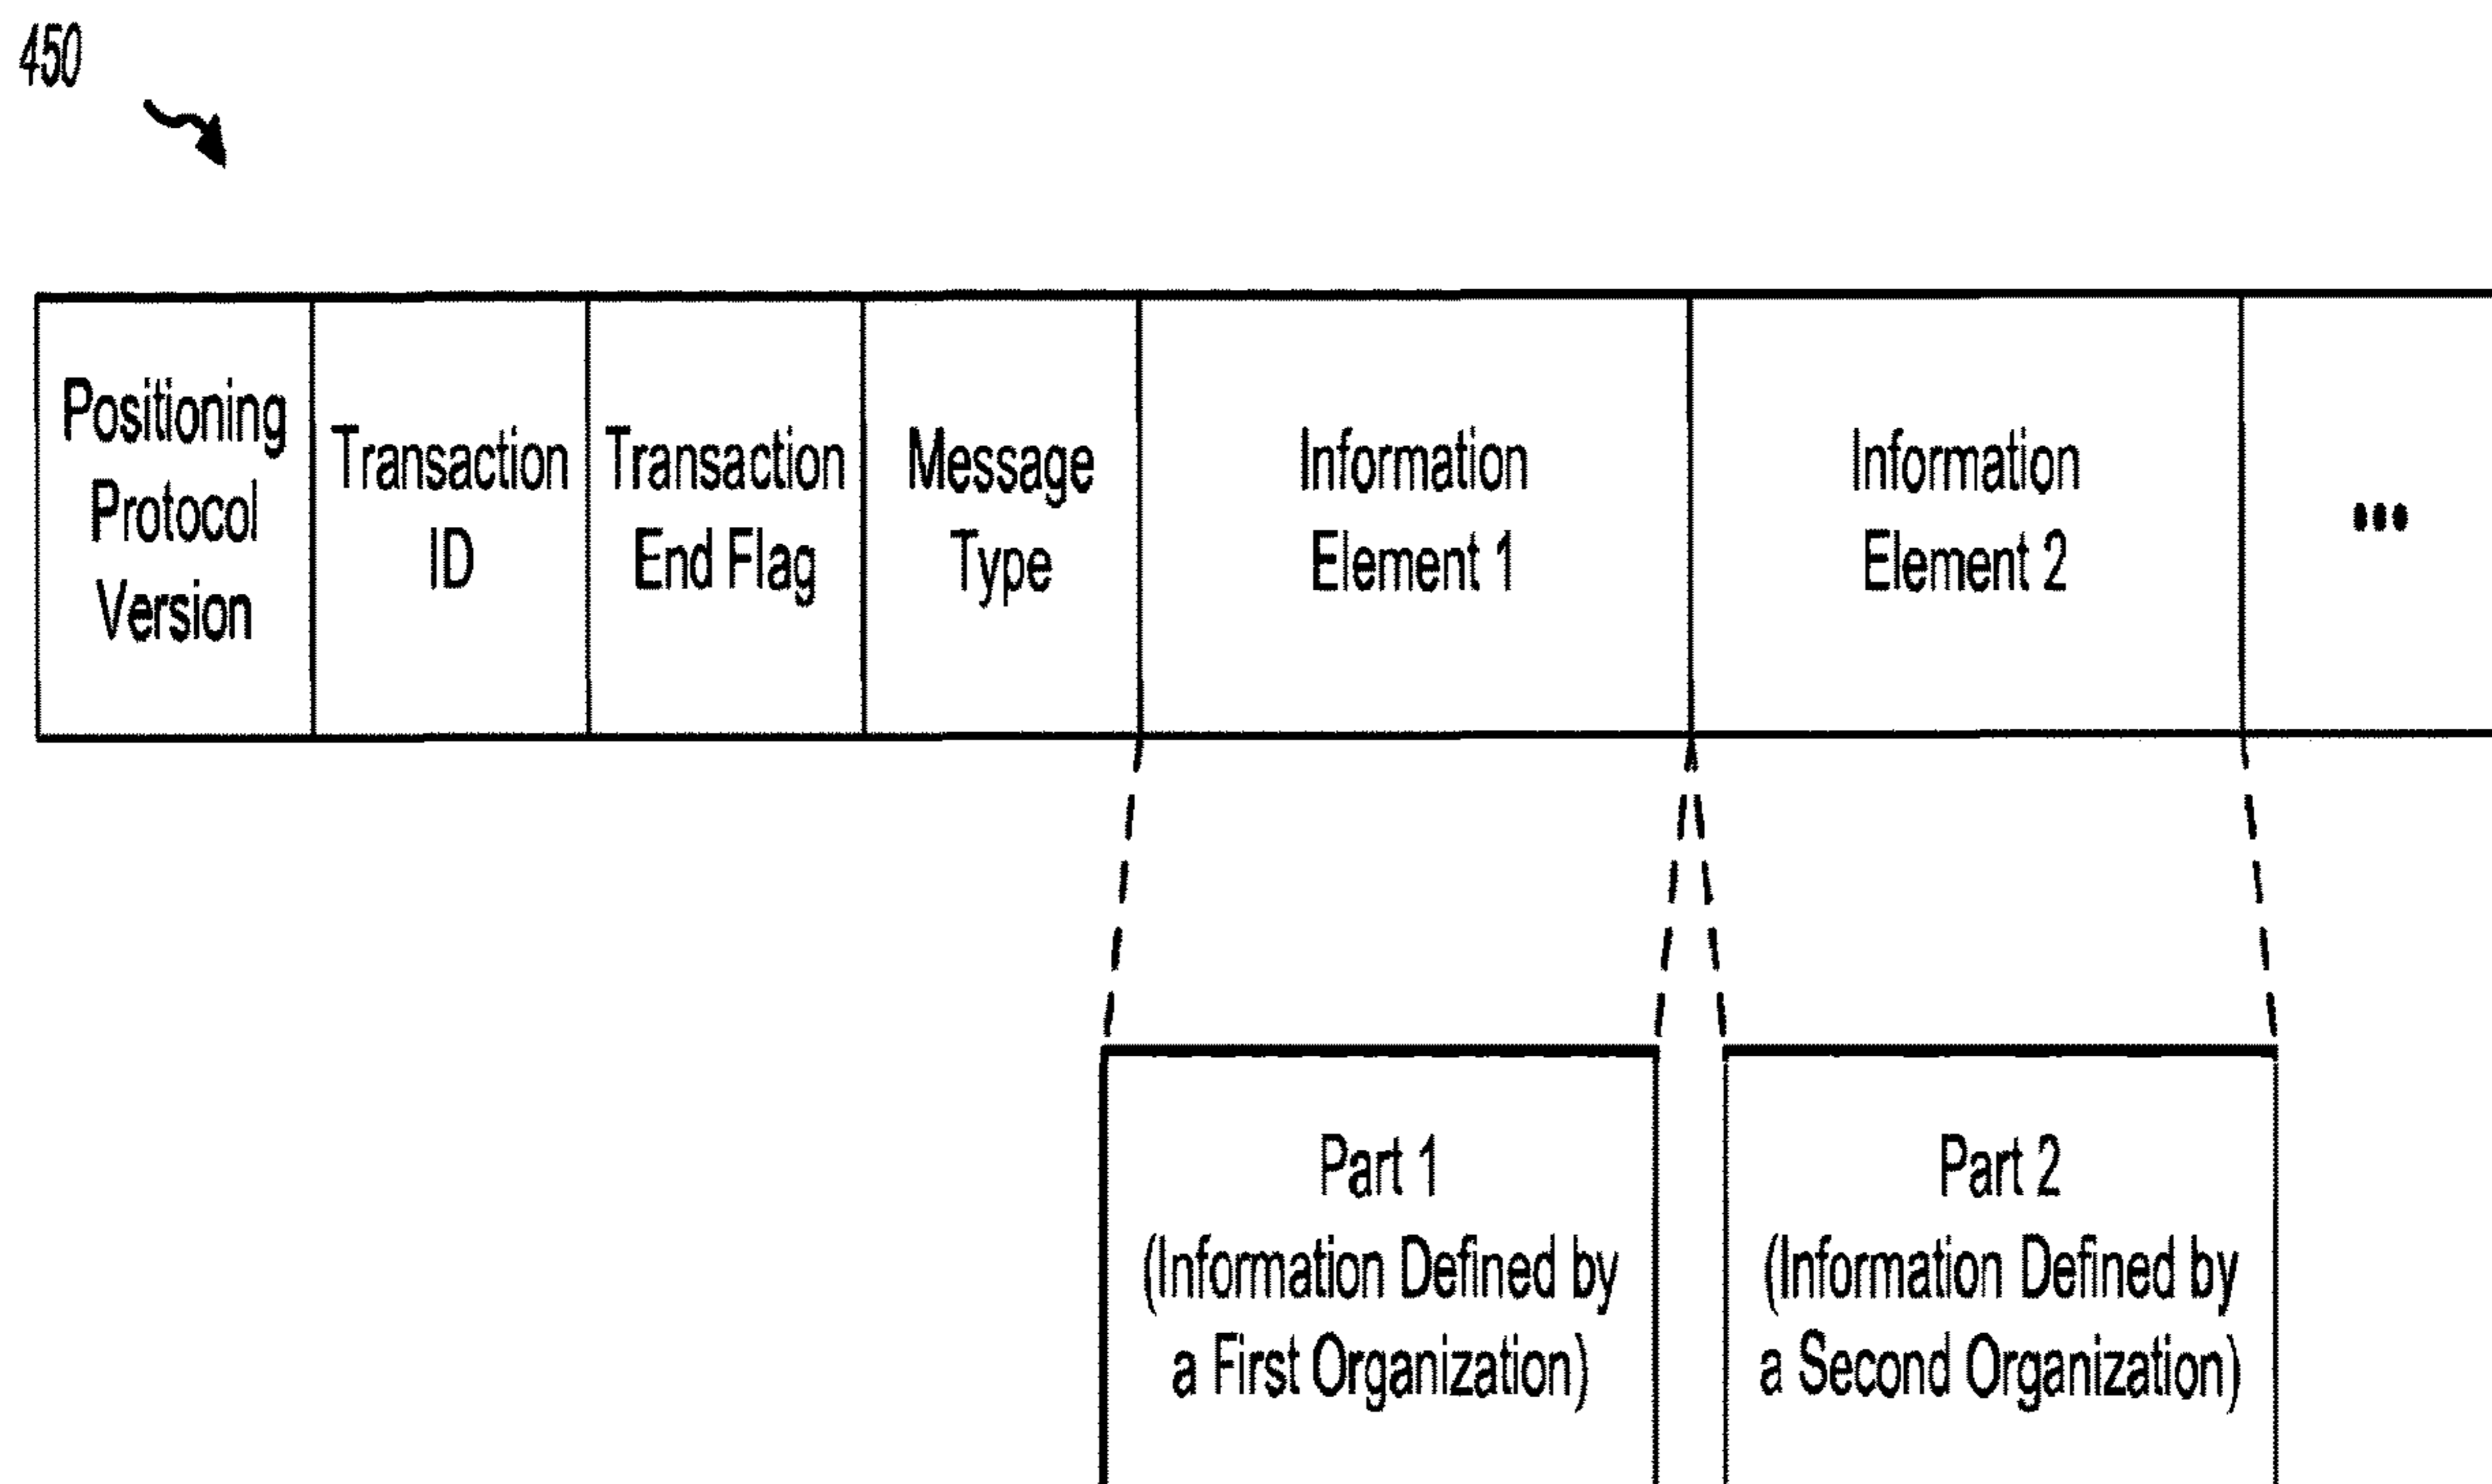 450
Positioning
Protocol
Version
Transaction
ID
Transaction
End Flag
Message
Type
Information
Element 1
Information
Element 2
•••
Part 1
(Information Defined by
a First Organization)
Part 2
(Information Defined by
a Second Organization)